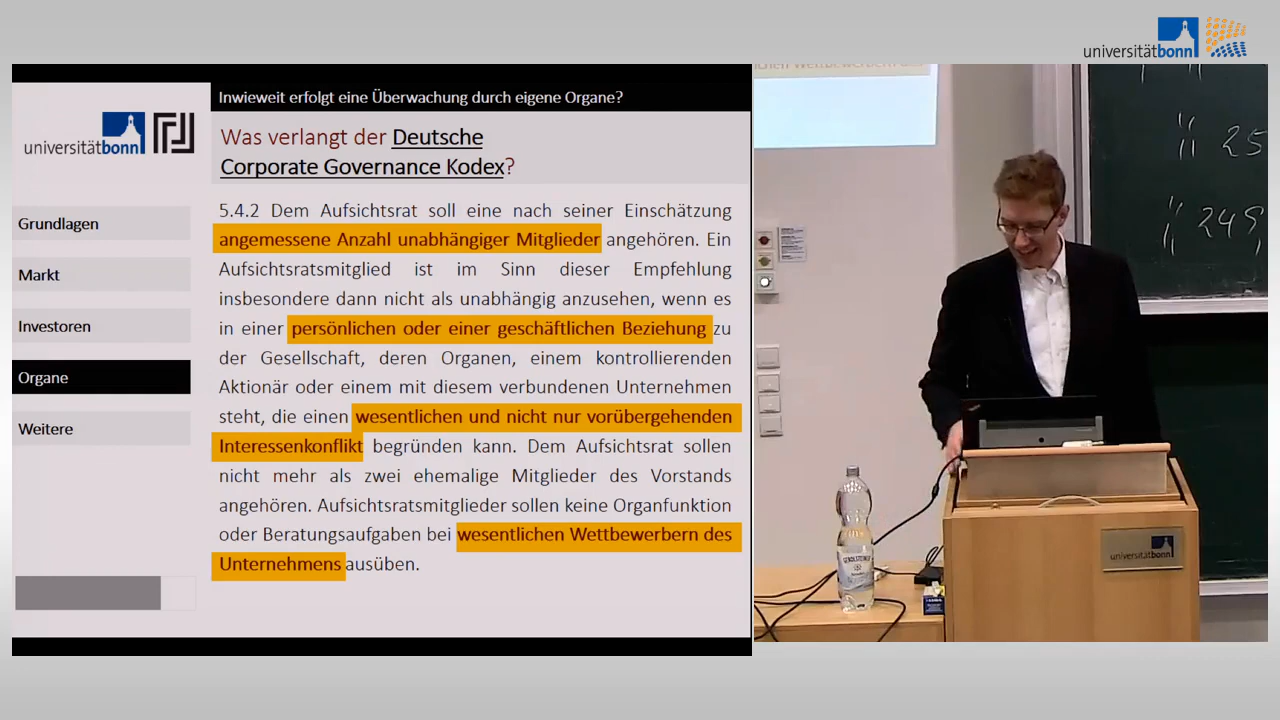 universitätbonn
Inwieweit erfolgt eine Überwachung durch eigene Organe?
universitätbonn
Was verlangt der Deutsche
Corporate Governance Kodex?
Grundlagen
Markt
Investoren
Organe
Weitere
5.4.2 Dem Aufsichtsrat soll eine nach seiner Einschätzung
angemessene Anzahl unabhängiger Mitglieder angehören. Ein
Aufsichtsratsmitglied ist im Sinn dieser Empfehlung
insbesondere dann nicht als unabhängig anzusehen, wenn es
in einer persönlichen oder einer geschäftlichen Beziehung zu
der Gesellschaft, deren Organen, einem kontrollierenden
Aktionär oder einem mit diesem verbundenen Unternehmen
steht, die einen wesentlichen und nicht nur vorübergehenden
Interessenkonflikt begründen kann. Dem Aufsichtsrat sollen
nicht mehr als zwei ehemalige Mitglieder des Vorstands
angehören. Aufsichtsratsmitglieder sollen keine Organfunktion
oder Beratungsaufgaben bei wesentlichen Wettbewerbern des
Unternehmens ausüben.
25
249
GEROLSTEINER
universitätbonn